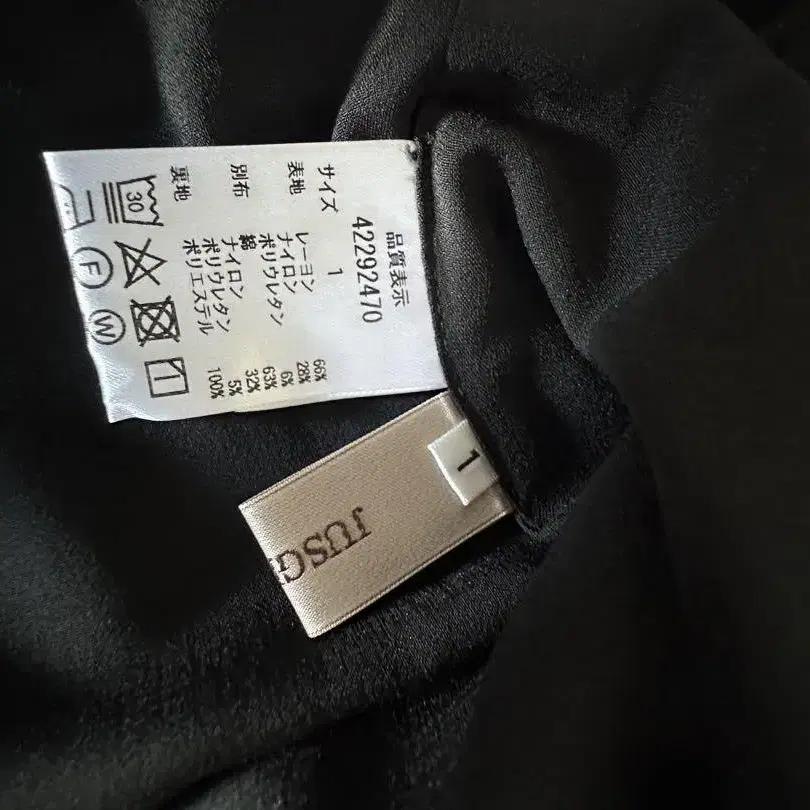 品質表示
42292470
サイズ 1
表地 レーヨン 66%
ナイロン 28%
ポリウレタン 6%
別布 綿 63%
ナイロン 32%
ポリウレタン 5%
裏地 ポリエステル 100%
30
F
W
1
JUSG